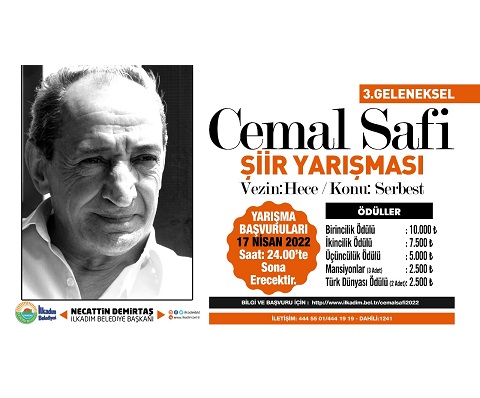 3.GELENEKSEL
Cemal Safi
ŞİİR YARIŞMASI
Vezin:Hece / Konu: Serbest
YARIŞMA
BAŞVURULARI
17 NİSAN 2022
Saat: 24.00'te
Sona
Erecektir.
ÖDÜLLER
Birincilik Ödülü : 10.000 ₺
İkincilik Ödülü : 7.500 ₺
Üçüncülük Ödülü : 5.000 ₺
Mansiyonlar (3 Adet) : 2.500 ₺
Türk Dünyası Ödülü (2 Adet): 2.500 ₺
BİLGİ VE BAŞVURU İÇİN : http://www.ilkadim.bel.tr/cemalsafi2022
İLETİŞİM: 444 55 01/444 19 19 - DAHİLİ:1241
İlkadım
Belediyesi
NECATTİN DEMİRTAŞ
İLKADIM BELEDİYE BAŞKANI